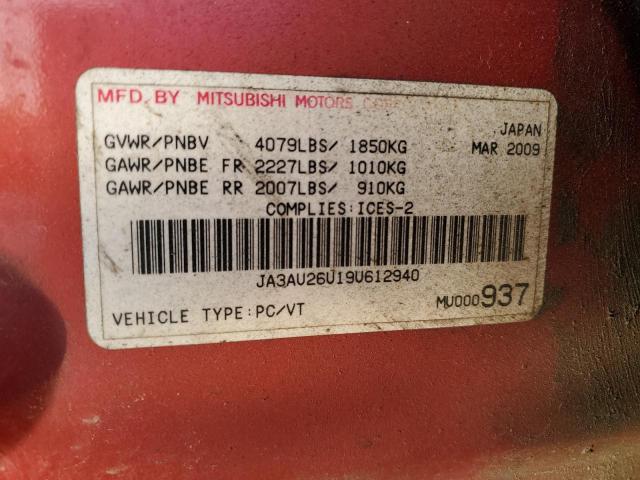 MFD. BY MITSUBISHI MOTORS CORP.
JAPAN
GVWR/PNBV 4079LBS/ 1850KG MAR 2009
GAWR/PNBE FR 2227LBS/ 1010KG
GAWR/PNBE RR 2007LBS/ 910KG
COMPLIES:ICES-2
JA3AU26U19U612940
VEHICLE TYPE:PC/VT MU000937